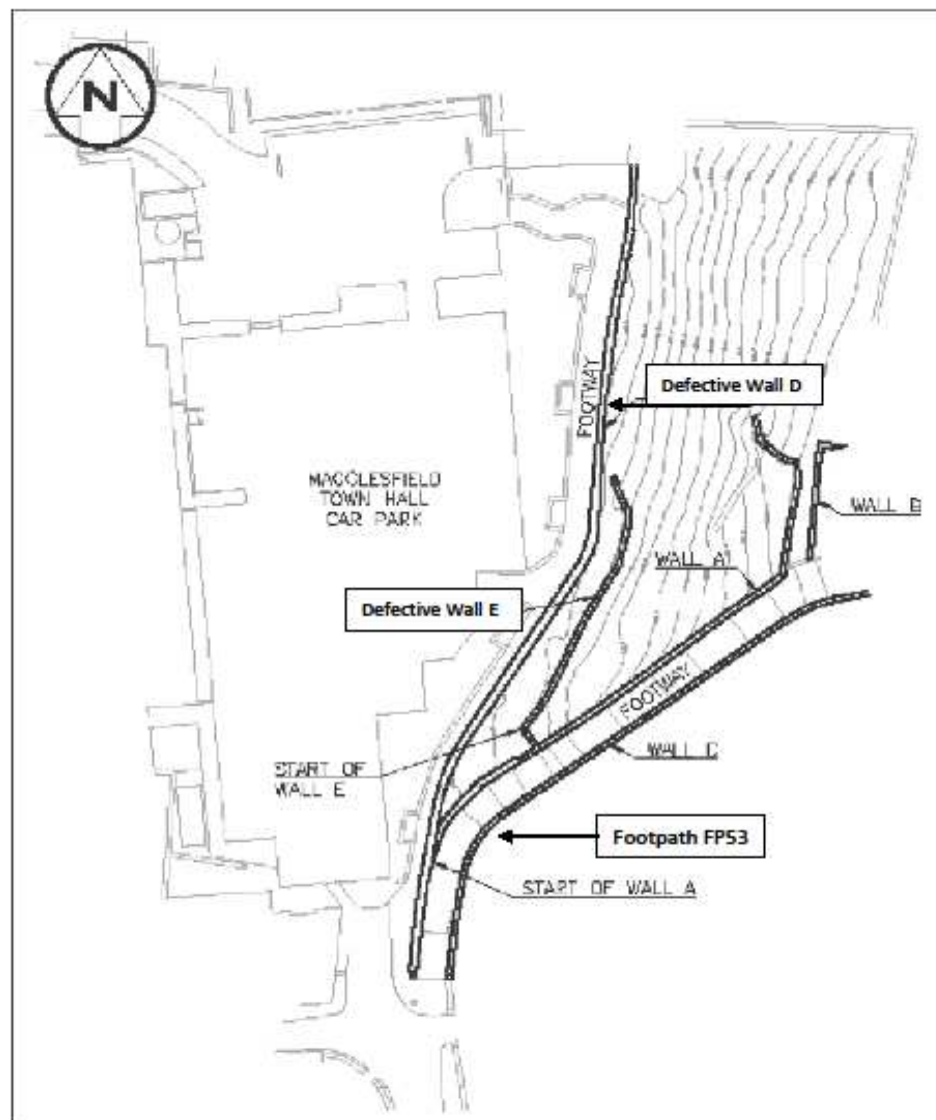 N
FOOTWAY
Defective Wall D
MACCLESFIELD
TOWN HALL
CAR PARK
WALL B
WALL A
Defective Wall E
FOOTWAY
WALL C
START OF
WALL E
Footpath FP53
START OF WALL A